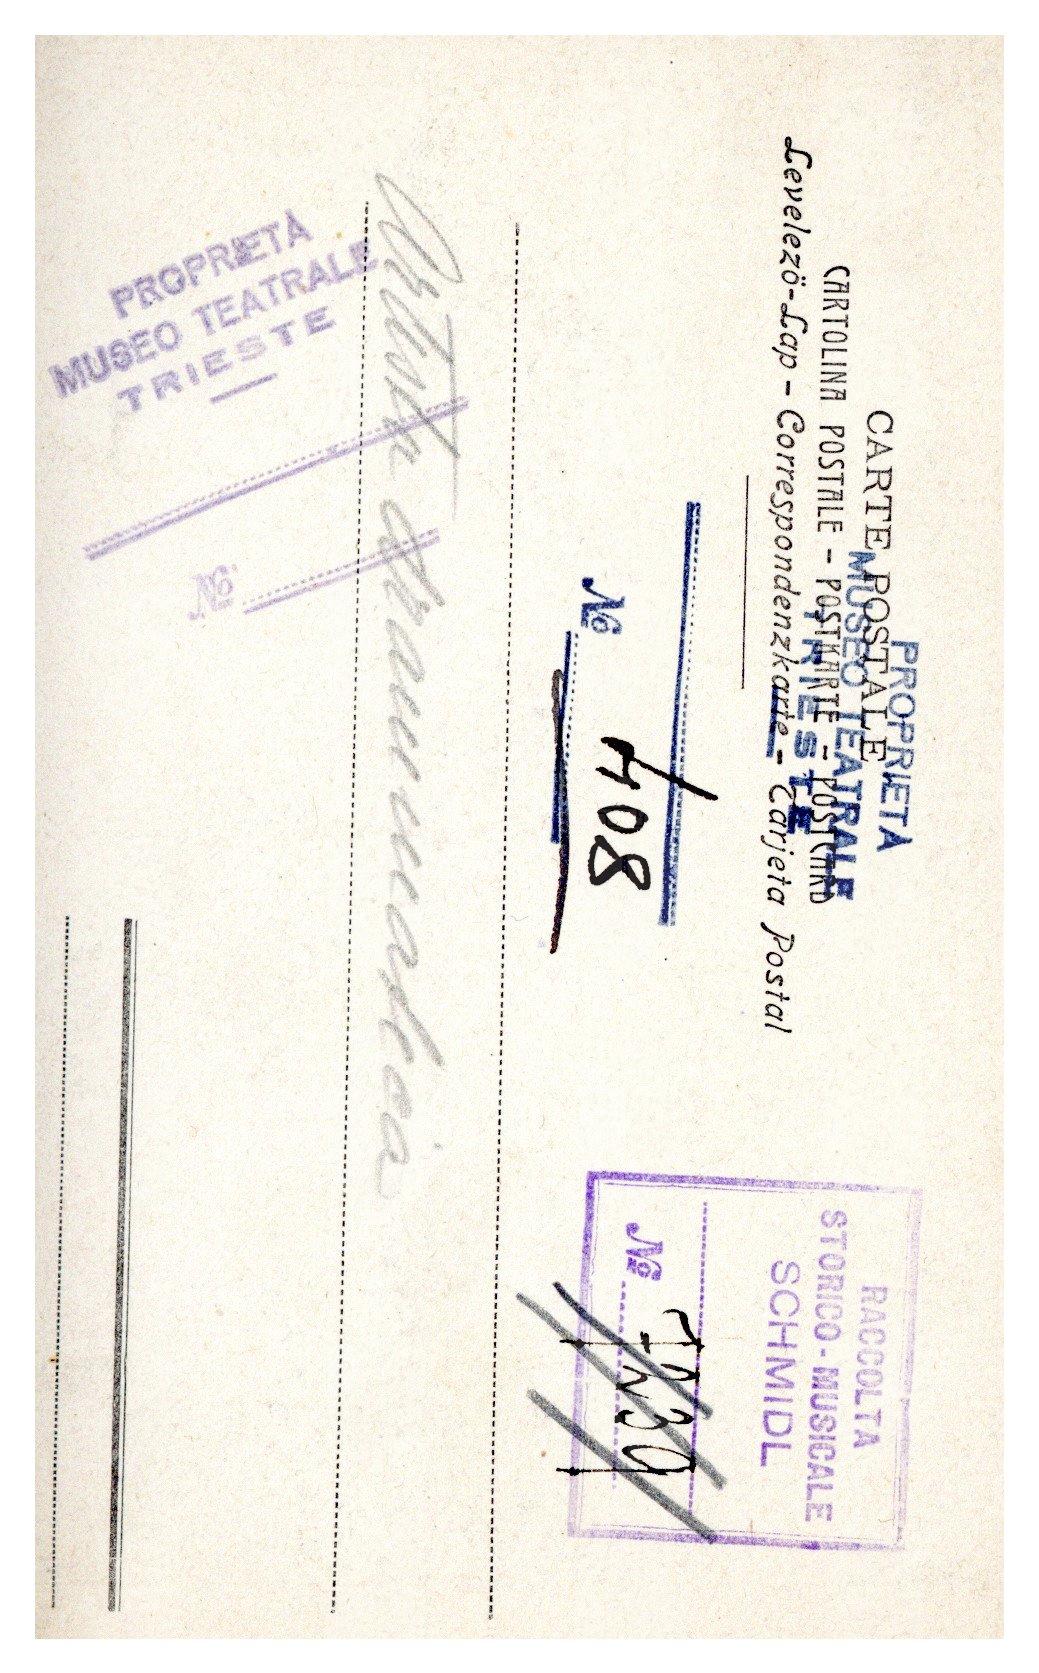 CARTE POSTALE
CARTOLINA POSTALE - POSTKARTE - POSTCARD
Levelező-Lap - Correspondenzkarte - Carjeta Postal
PROPRIETÀ
MUSEO TEATRALE
TRIESTE
No 408
RACCOLTA
STORICO-MUSICALE
SCHMIDL
No
drammatica
PROPRIETÀ
MUSEO TEATRALE
TRIESTE
No